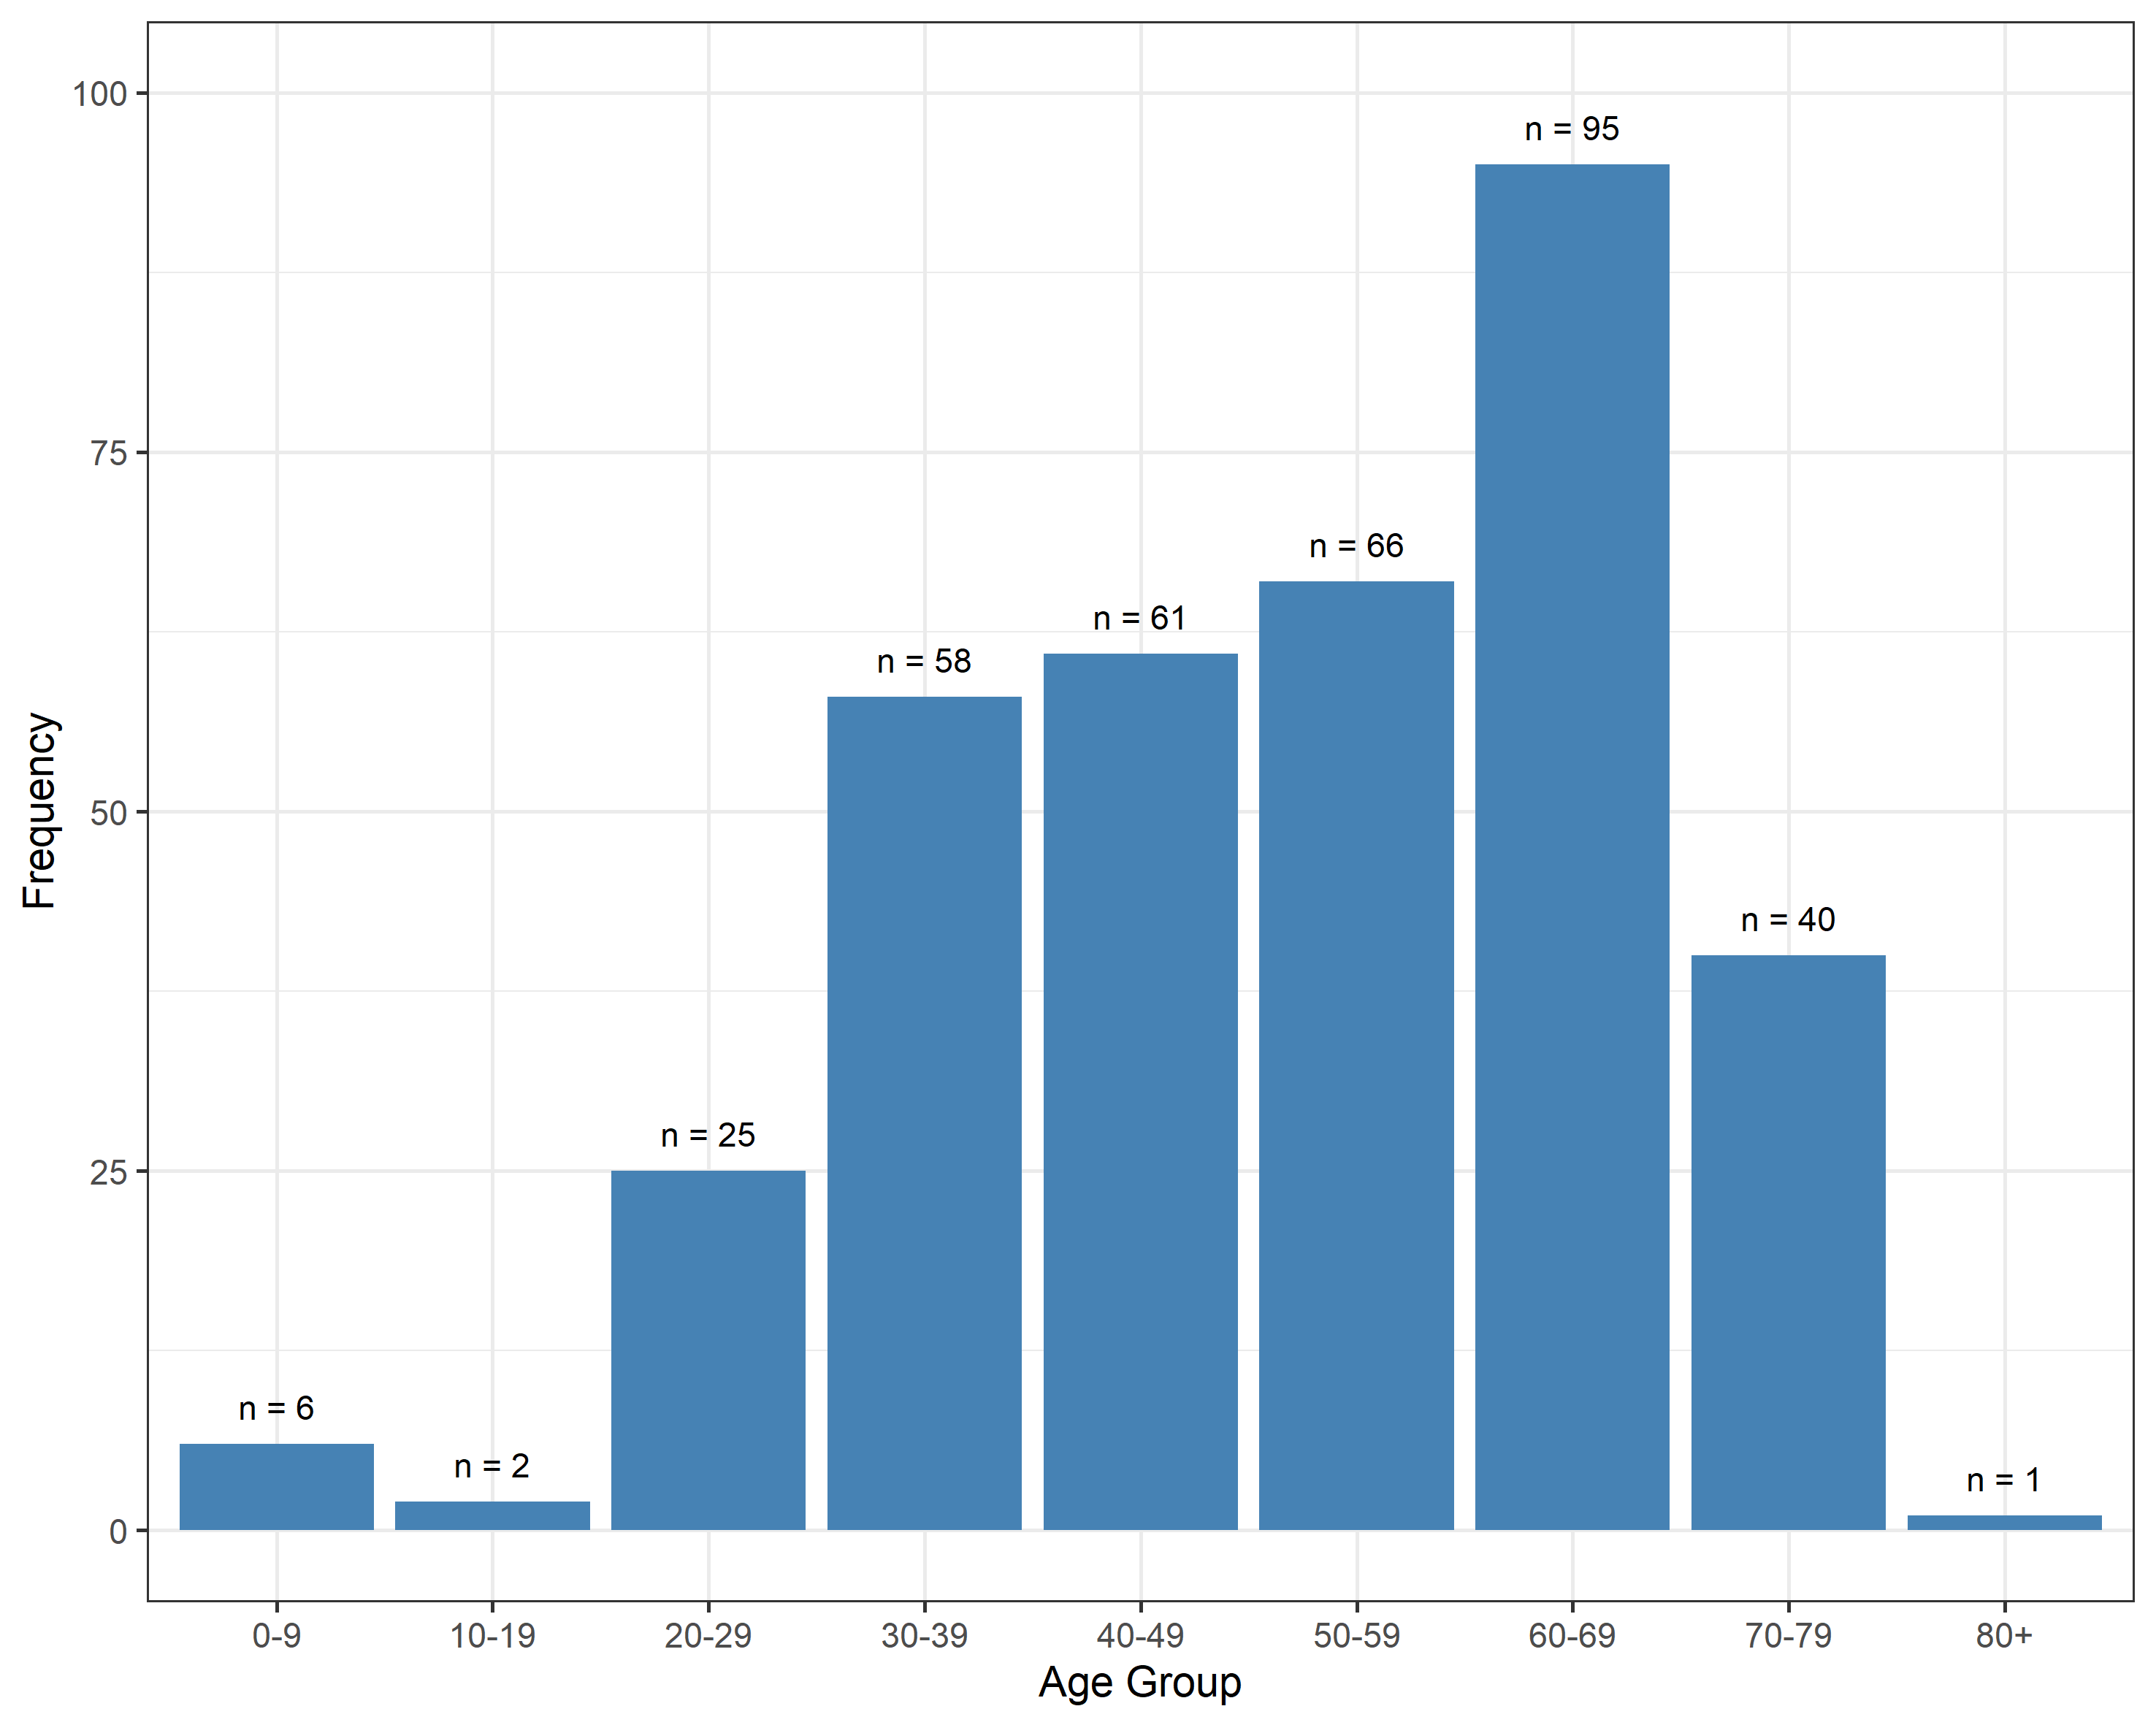 100
n = 95
75
n = 66
n = 61
n = 58
50
n = 40
25
n = 25
n = 6
n = 2
n = 1
0
Frequency
0-9 10-19 20-29 30-39 40-49 50-59 60-69 70-79 80+
Age Group